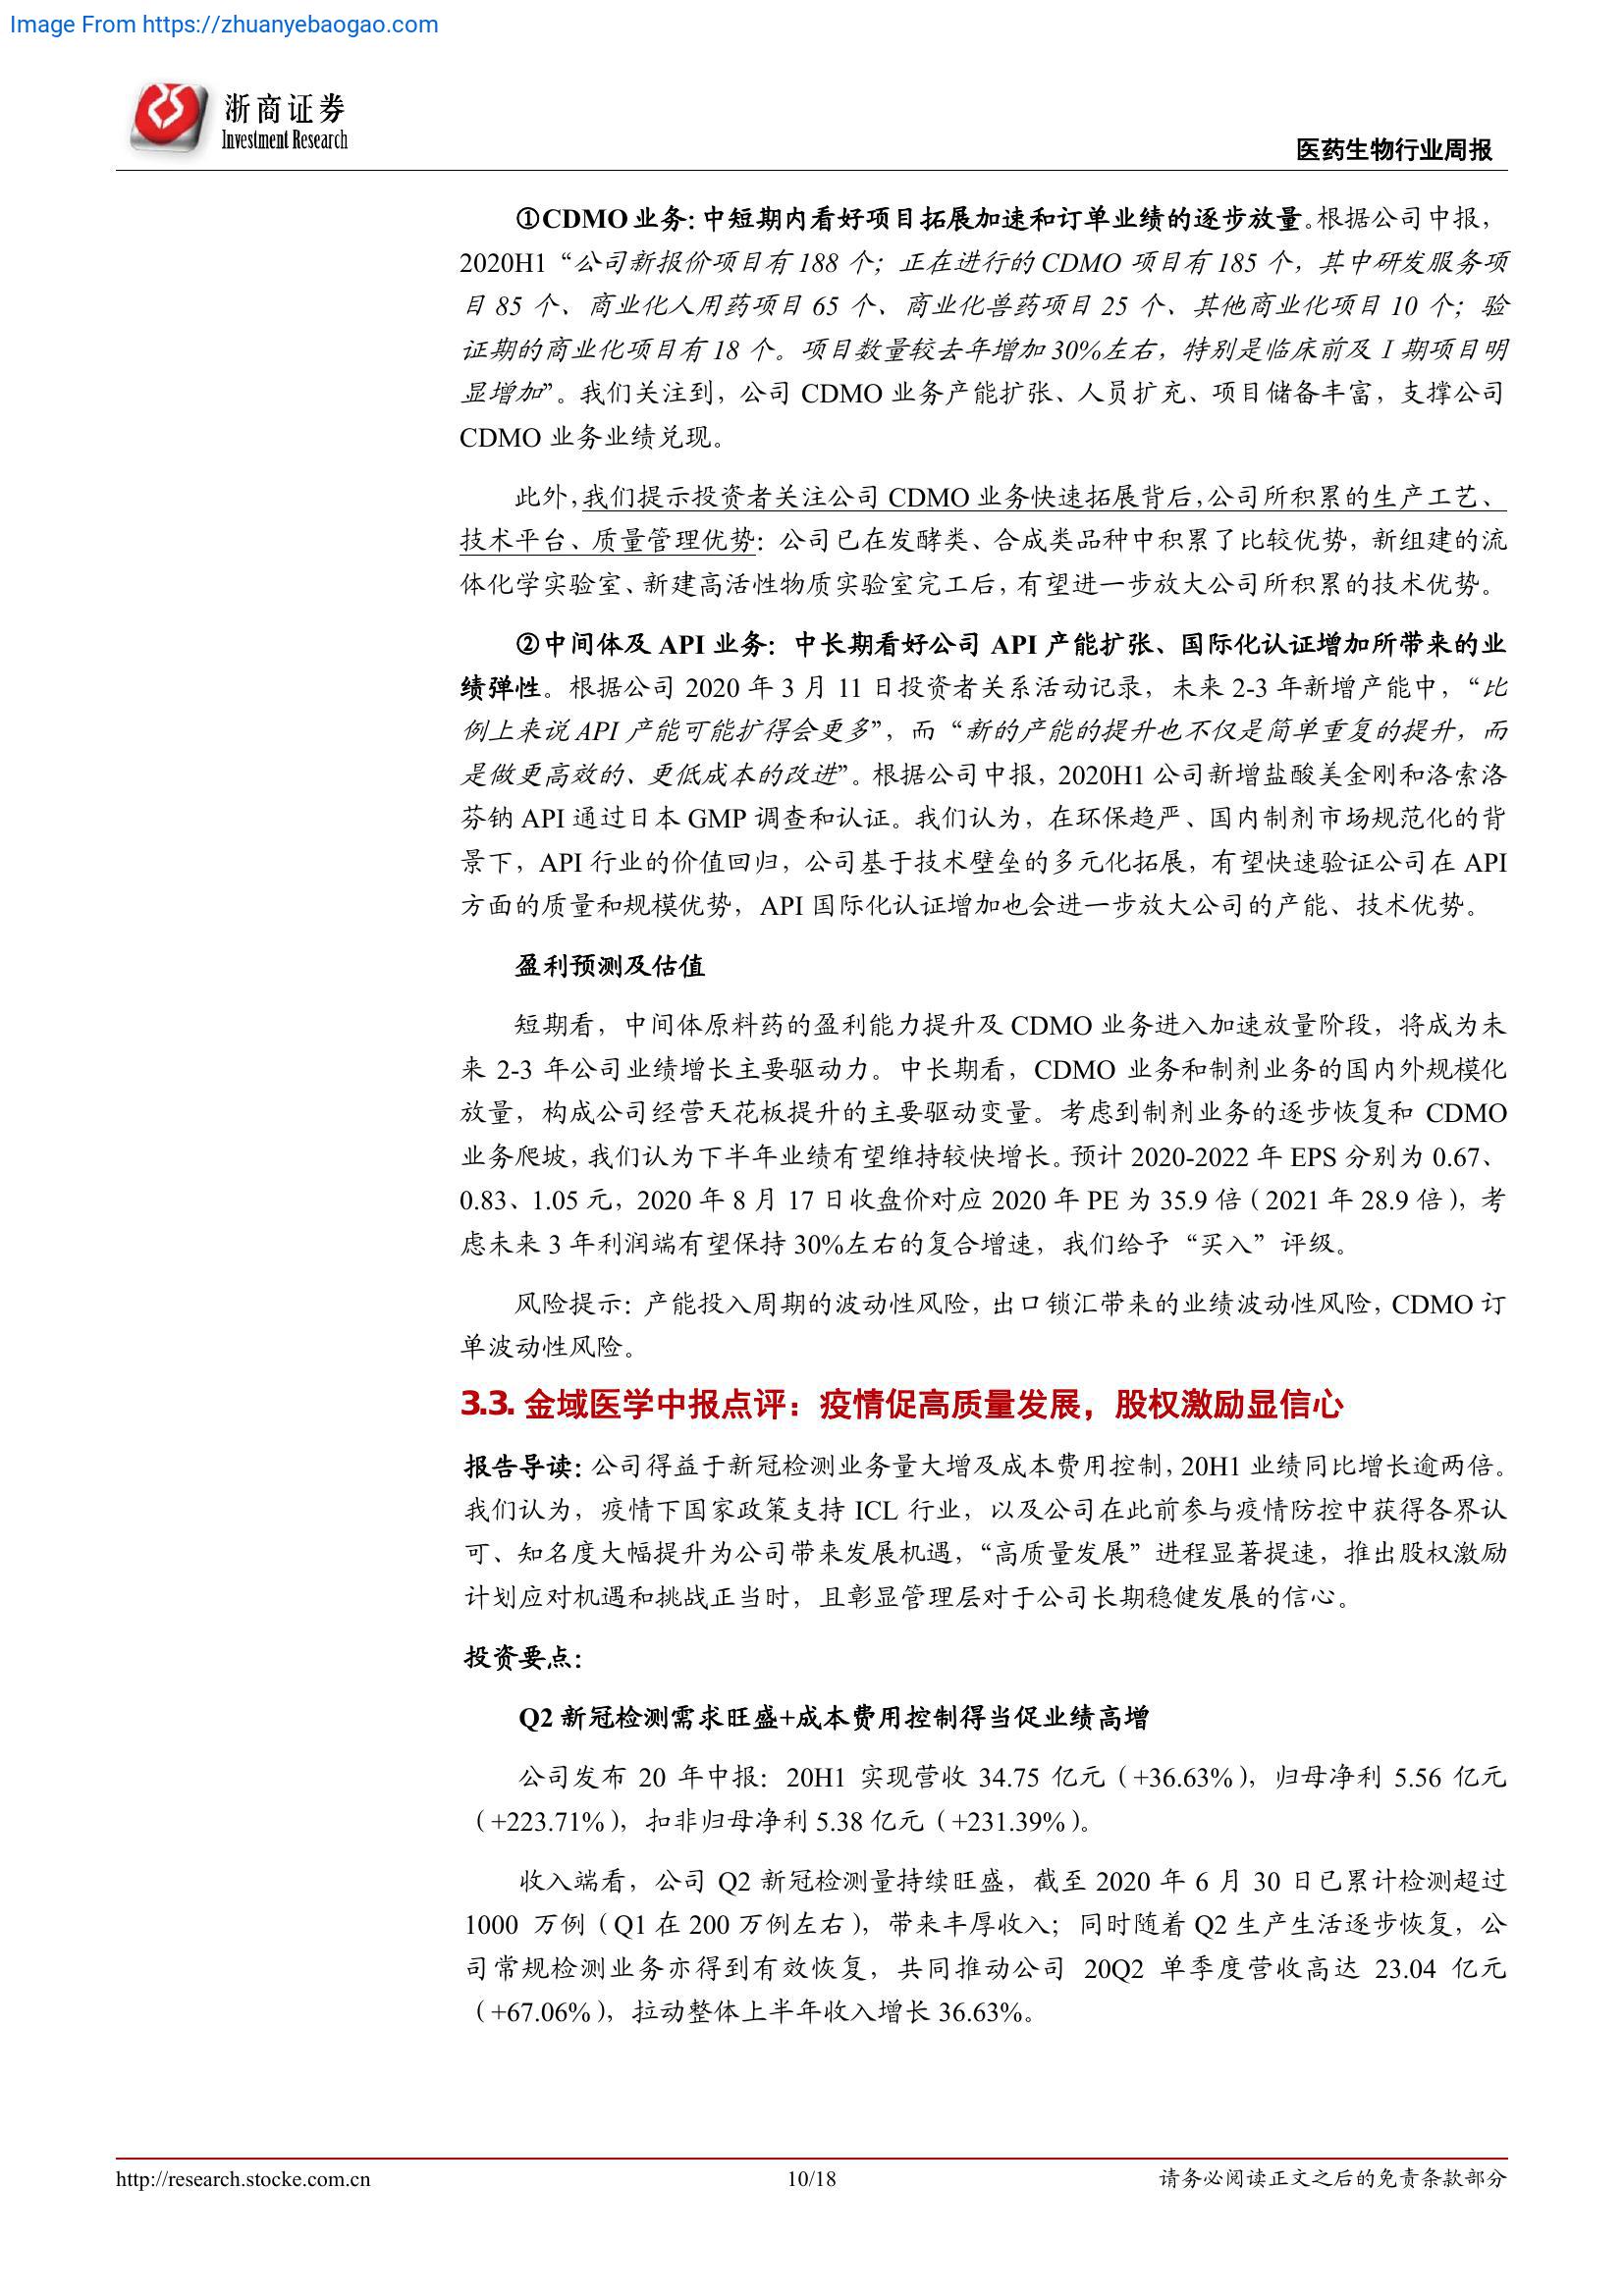 Image From https://zhuanyebaogao.com
浙商证券
Investment Research
医药生物行业周报
①CDMO业务：中短期内看好项目拓展加速和订单业绩的逐步放量。根据公司中报，
2020H1“公司新报价项目有 188 个；正在进行的 CDMO 项目有 185 个，其中研发服务项
目 85 个、商业化人用药项目 65 个、商业化兽药项目 25 个、其他商业化项目 10 个；验
证期的商业化项目有 18 个。项目数量较去年增加 30%左右，特别是临床前及 I 期项目明
显增加”。我们关注到，公司 CDMO 业务产能扩张、人员扩充、项目储备丰富，支撑公司
CDMO 业务业绩兑现。
此外，我们提示投资者关注公司 CDMO 业务快速拓展背后，公司所积累的生产工艺、
技术平台、质量管理优势：公司已在发酵类、合成类品种中积累了比较优势，新组建的流
体化学实验室、新建高活性物质实验室完工后，有望进一步放大公司所积累的技术优势。
②中间体及 API 业务：中长期看好公司 API 产能扩张、国际化认证增加所带来的业
绩弹性。根据公司 2020 年 3 月 11 日投资者关系活动记录，未来 2-3 年新增产能中，“比
例上来说 API 产能可能扩得会更多”，而“新的产能的提升也不仅是简单重复的提升，而
是做更高效的、更低成本的改进”。根据公司中报，2020H1 公司新增盐酸美金刚和洛索洛
芬钠 API 通过日本 GMP 调查和认证。我们认为，在环保趋严、国内制剂市场规范化的背
景下，API 行业的价值回归，公司基于技术壁垒的多元化拓展，有望快速验证公司在 API
方面的质量和规模优势，API 国际化认证增加也会进一步放大公司的产能、技术优势。
盈利预测及估值
短期看，中间体原料药的盈利能力提升及 CDMO 业务进入加速放量阶段，将成为未
来 2-3 年公司业绩增长主要驱动力。中长期看，CDMO 业务和制剂业务的国内外规模化
放量，构成公司经营天花板提升的主要驱动变量。考虑到制剂业务的逐步恢复和 CDMO
业务爬坡，我们认为下半年业绩有望维持较快增长。预计 2020-2022 年 EPS 分别为 0.67、
0.83、1.05 元，2020 年 8 月 17 日收盘价对应 2020 年 PE 为 35.9 倍（2021 年 28.9 倍），考
虑未来 3 年利润端有望保持 30%左右的复合增速，我们给予“买入”评级。
风险提示：产能投入周期的波动性风险，出口锁汇带来的业绩波动性风险，CDMO 订
单波动性风险。
3.3. 金域医学中报点评：疫情促高质量发展，股权激励显信心
报告导读：公司得益于新冠检测业务量大增及成本费用控制，20H1 业绩同比增长逾两倍。
我们认为，疫情下国家政策支持 ICL 行业，以及公司在此前参与疫情防控中获得各界认
可、知名度大幅提升为公司带来发展机遇，“高质量发展”进程显著提速，推出股权激励
计划应对机遇和挑战正当时，且彰显管理层对于公司长期稳健发展的信心。
投资要点：
Q2 新冠检测需求旺盛+成本费用控制得当促业绩高增
公司发布 20 年中报：20H1 实现营收 34.75 亿元（+36.63%），归母净利 5.56 亿元
（+223.71%），扣非归母净利 5.38 亿元（+231.39%）。
收入端看，公司 Q2 新冠检测量持续旺盛，截至 2020 年 6 月 30 日已累计检测超过
1000 万例（Q1 在 200 万例左右），带来丰厚收入；同时随着 Q2 生产生活逐步恢复，公
司常规检测业务亦得到有效恢复，共同推动公司 20Q2 单季度营收高达 23.04 亿元
（+67.06%），拉动整体上半年收入增长 36.63%。
http://research.stocke.com.cn
10/18
请务必阅读正文之后的免责条款部分